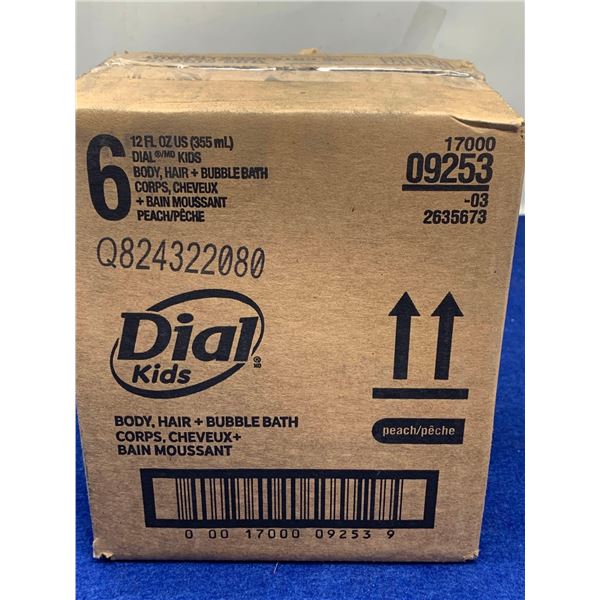 6
12 FL OZ US (355 mL)
DIAL®/MD KIDS
BODY, HAIR + BUBBLE BATH
CORPS, CHEVEUX
+ BAIN MOUSSANT
PEACH/PÊCHE
17000
09253
-03
2635673
Q824322080
Dial
Kids
® MD
BODY, HAIR + BUBBLE BATH
CORPS, CHEVEUX+
BAIN MOUSSANT
peach/pêche
0 00 17000 09253 9